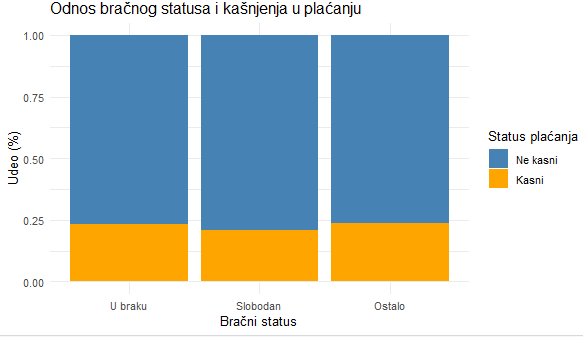 Odnos bračnog statusa i kašnjenja u plaćanju
Udeo (%)
1.00
0.75
0.50
0.25
0.00
U braku
Slobodan
Ostalo
Bračni status
Status plaćanja
Ne kasni
Kasni